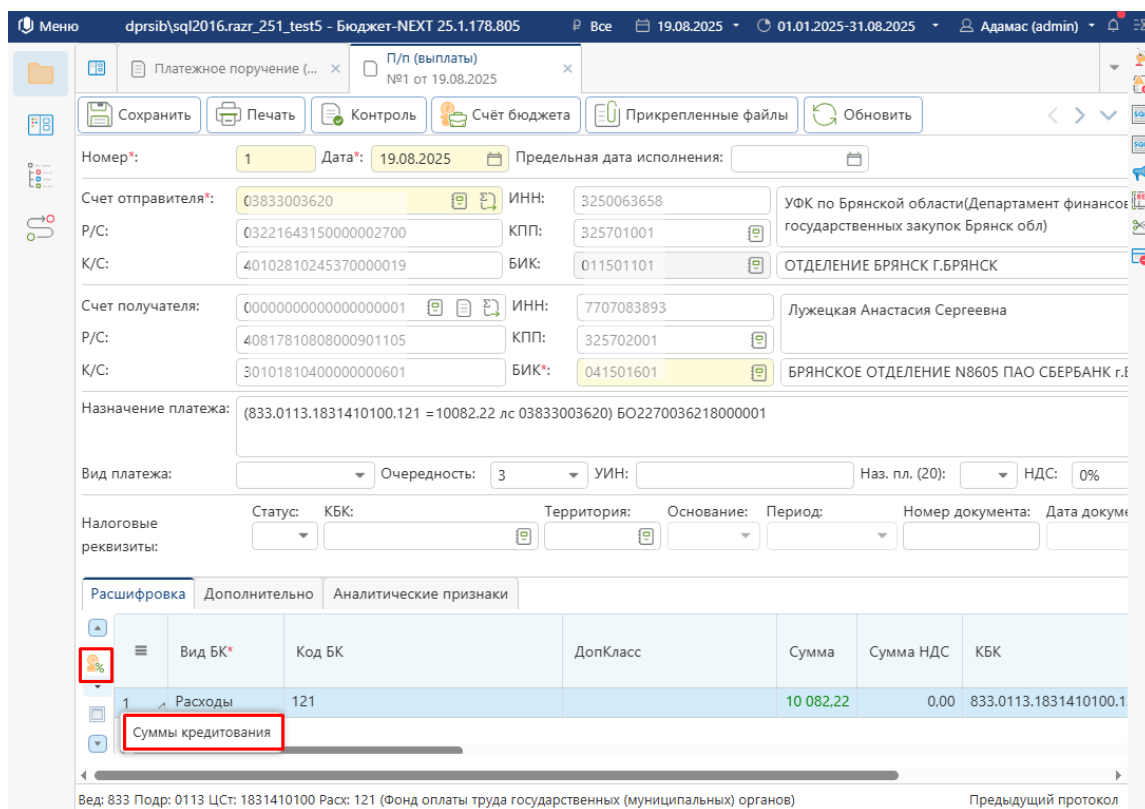 Меню dprsib\sql2016.razr_251_test5 - Бюджет-NEXT 25.1.178.805 ₽ Все 19.08.2025 01.01.2025-31.08.2025 Адамас (admin)
Платежное поручение (... × П/п (выплаты) ×
№1 от 19.08.2025
Сохранить Печать Контроль Счёт бюджета Прикрепленные файлы Обновить
Номер*: 1 Дата*: 19.08.2025 Предельная дата исполнения:
Счет отправителя*: 03833003620 ИНН: 3250063658 УФК по Брянской области(Департамент финансов
Р/С: 03221643150000002700 КПП: 325701001 государственных закупок Брянск обл)
К/С: 40102810245370000019 БИК: 011501101 ОТДЕЛЕНИЕ БРЯНСК Г.БРЯНСК
Счет получателя: 00000000000000000001 ИНН: 7707083893 Лужецкая Анастасия Сергеевна
Р/С: 40817810808000901105 КПП: 325702001
К/С: 30101810400000000601 БИК*: 041501601 БРЯНСКОЕ ОТДЕЛЕНИЕ N8605 ПАО СБЕРБАНК г.
Назначение платежа: (833.0113.1831410100.121 =10082.22 лс 03833003620) БО2270036218000001
Вид платежа: Очередность: 3 УИН: Наз. пл. (20): НДС: 0%
Налоговые реквизиты: Статус: КБК: Территория: Основание: Период: Номер документа: Дата докуме
Расшифровка Дополнительно Аналитические признаки
Вид БК* Код БК ДопКласс Сумма Сумма НДС КБК
1 Расходы 121 10 082,22 0,00 833.0113.1831410100.1
Суммы кредитования
Вед: 833 Подр: 0113 ЦСт: 1831410100 Расх: 121 (Фонд оплаты труда государственных (муниципальных) органов) Предыдущий протокол